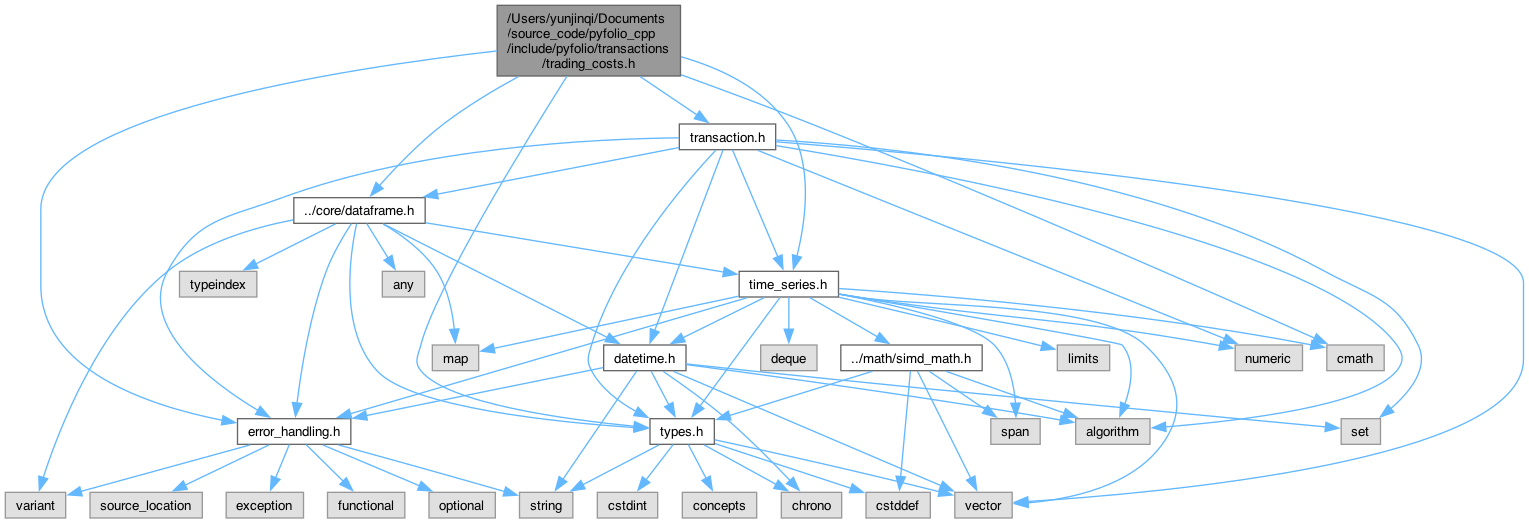 /Users/yunjinqi/Documents
/source_code/pyfolio_cpp
/include/pyfolio/transactions
/trading_costs.h
transaction.h
../core/dataframe.h
typeindex
any
time_series.h
map
datetime.h
deque
../math/simd_math.h
limits
numeric
cmath
error_handling.h
types.h
span
algorithm
set
variant
source_location
exception
functional
optional
string
cstdint
concepts
chrono
cstddef
vector